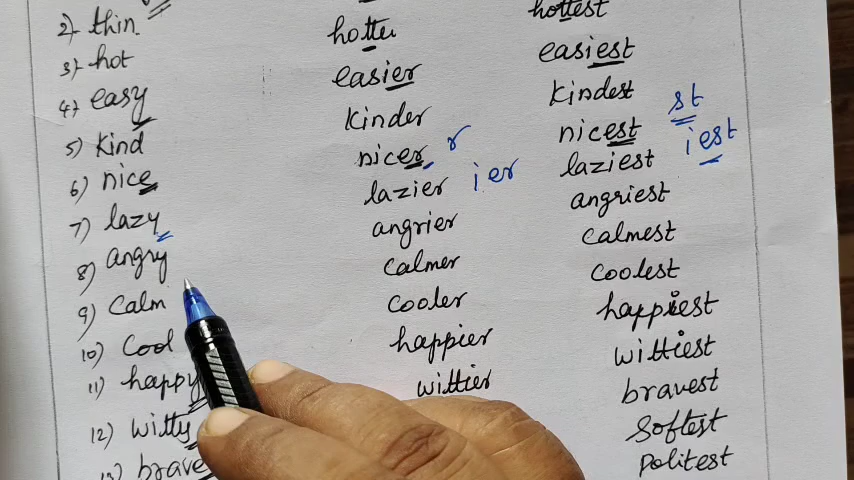 2) thin hottest
3) hot hotter easiest
4) easy easier kindest st
5) kind kinder nicest iest
6) nice nicer r laziest
7) lazy lazier ier angriest
8) angry angrier calmest
9) calm calmer coolest
10) cool cooler happiest
11) happy happier wittiest
12) witty wittier bravest
13) brave softest
politest